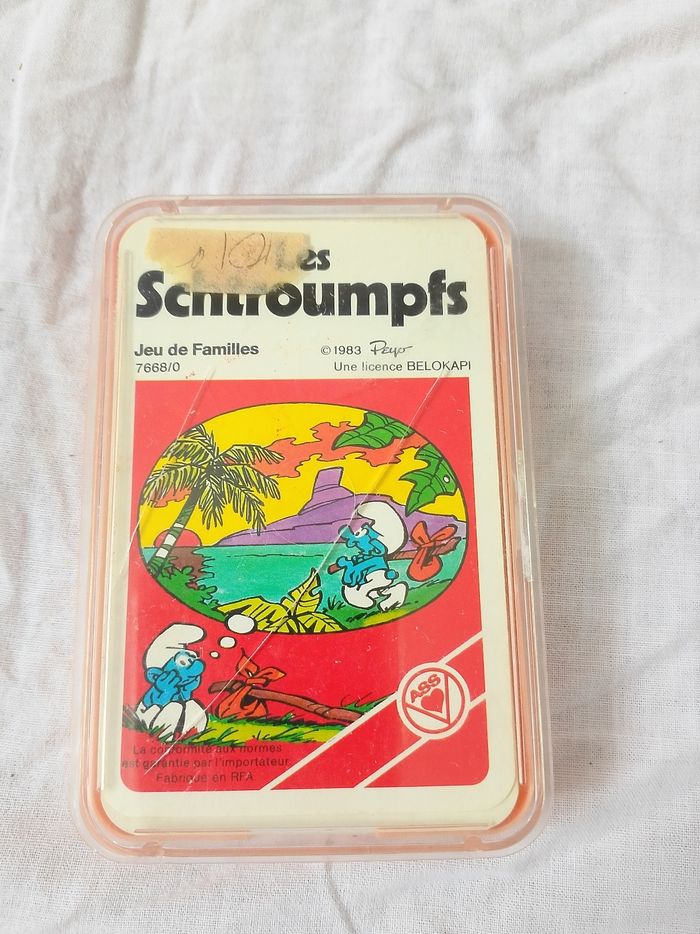 Les
Schtroumpfs
Jeu de Familles
7668/0
© 1983 Peyo
Une licence BELOKAPI
ASS
La conformité aux normes
est garantie par l'importateur
Fabriqué en RFA